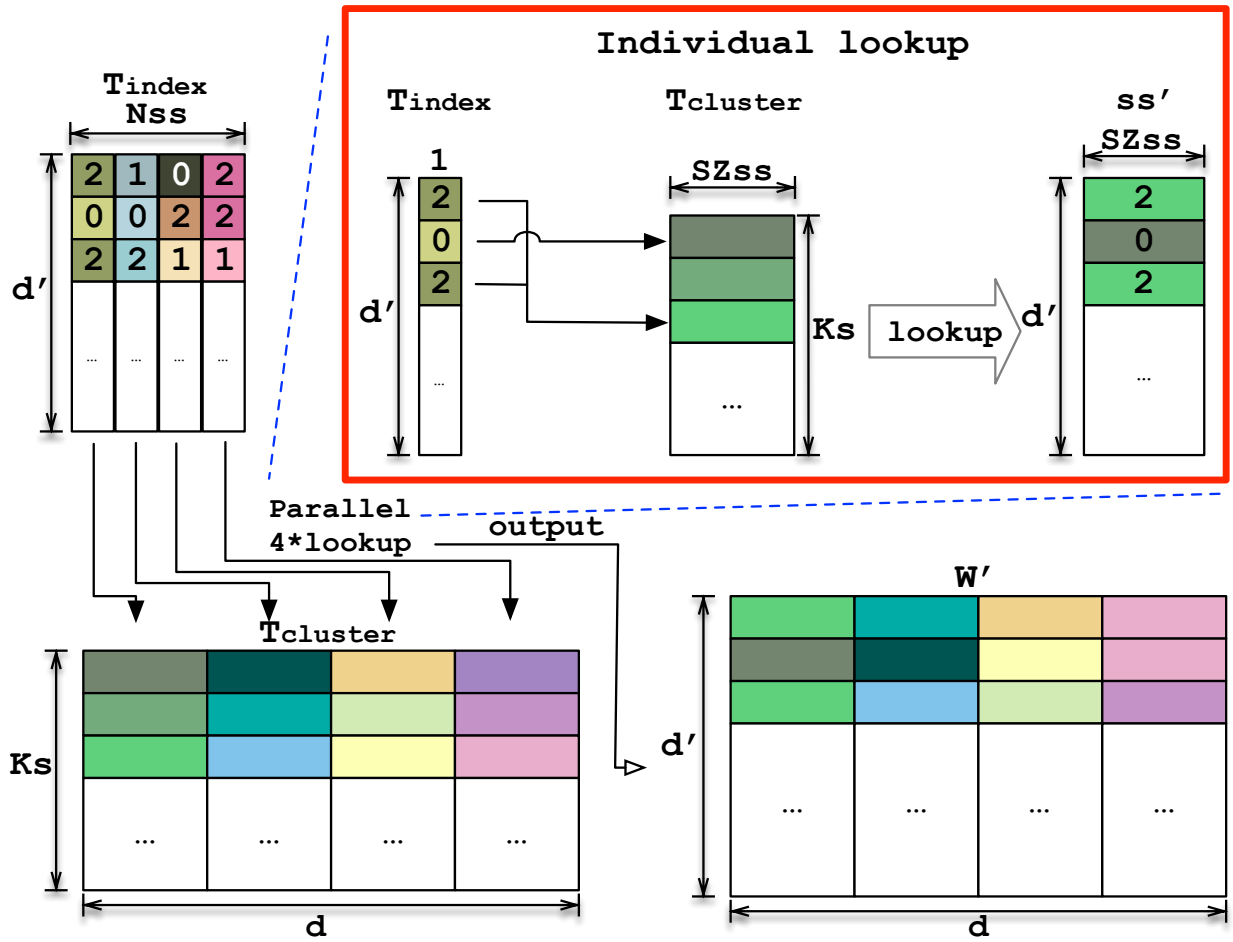 Individual lookup
Tindex
Nss
Tindex
Tcluster
ss’
1
SZss
SZss
2 1 0 2
0 0 2 2
2 2 1 1
d’
... ... ... ...
2
0
2
d’
...
Ks
...
lookup
2
0
2
d’
...
Parallel
4*lookup
output
Tcluster
Ks
... ... ... ...
d
W’
d’
... ... ... ...
d